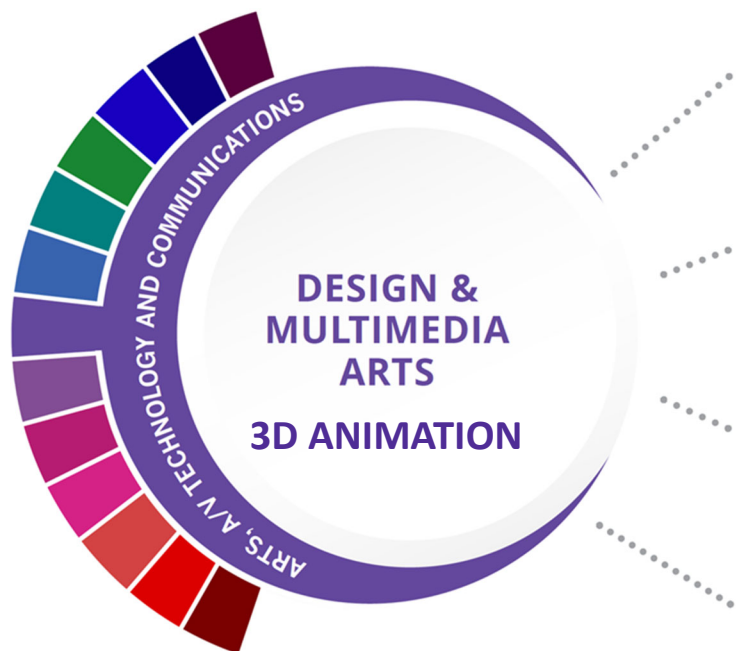 ARTS, A/V TECHNOLOGY AND COMMUNICATIONS
DESIGN &
MULTIMEDIA
ARTS
3D ANIMATION